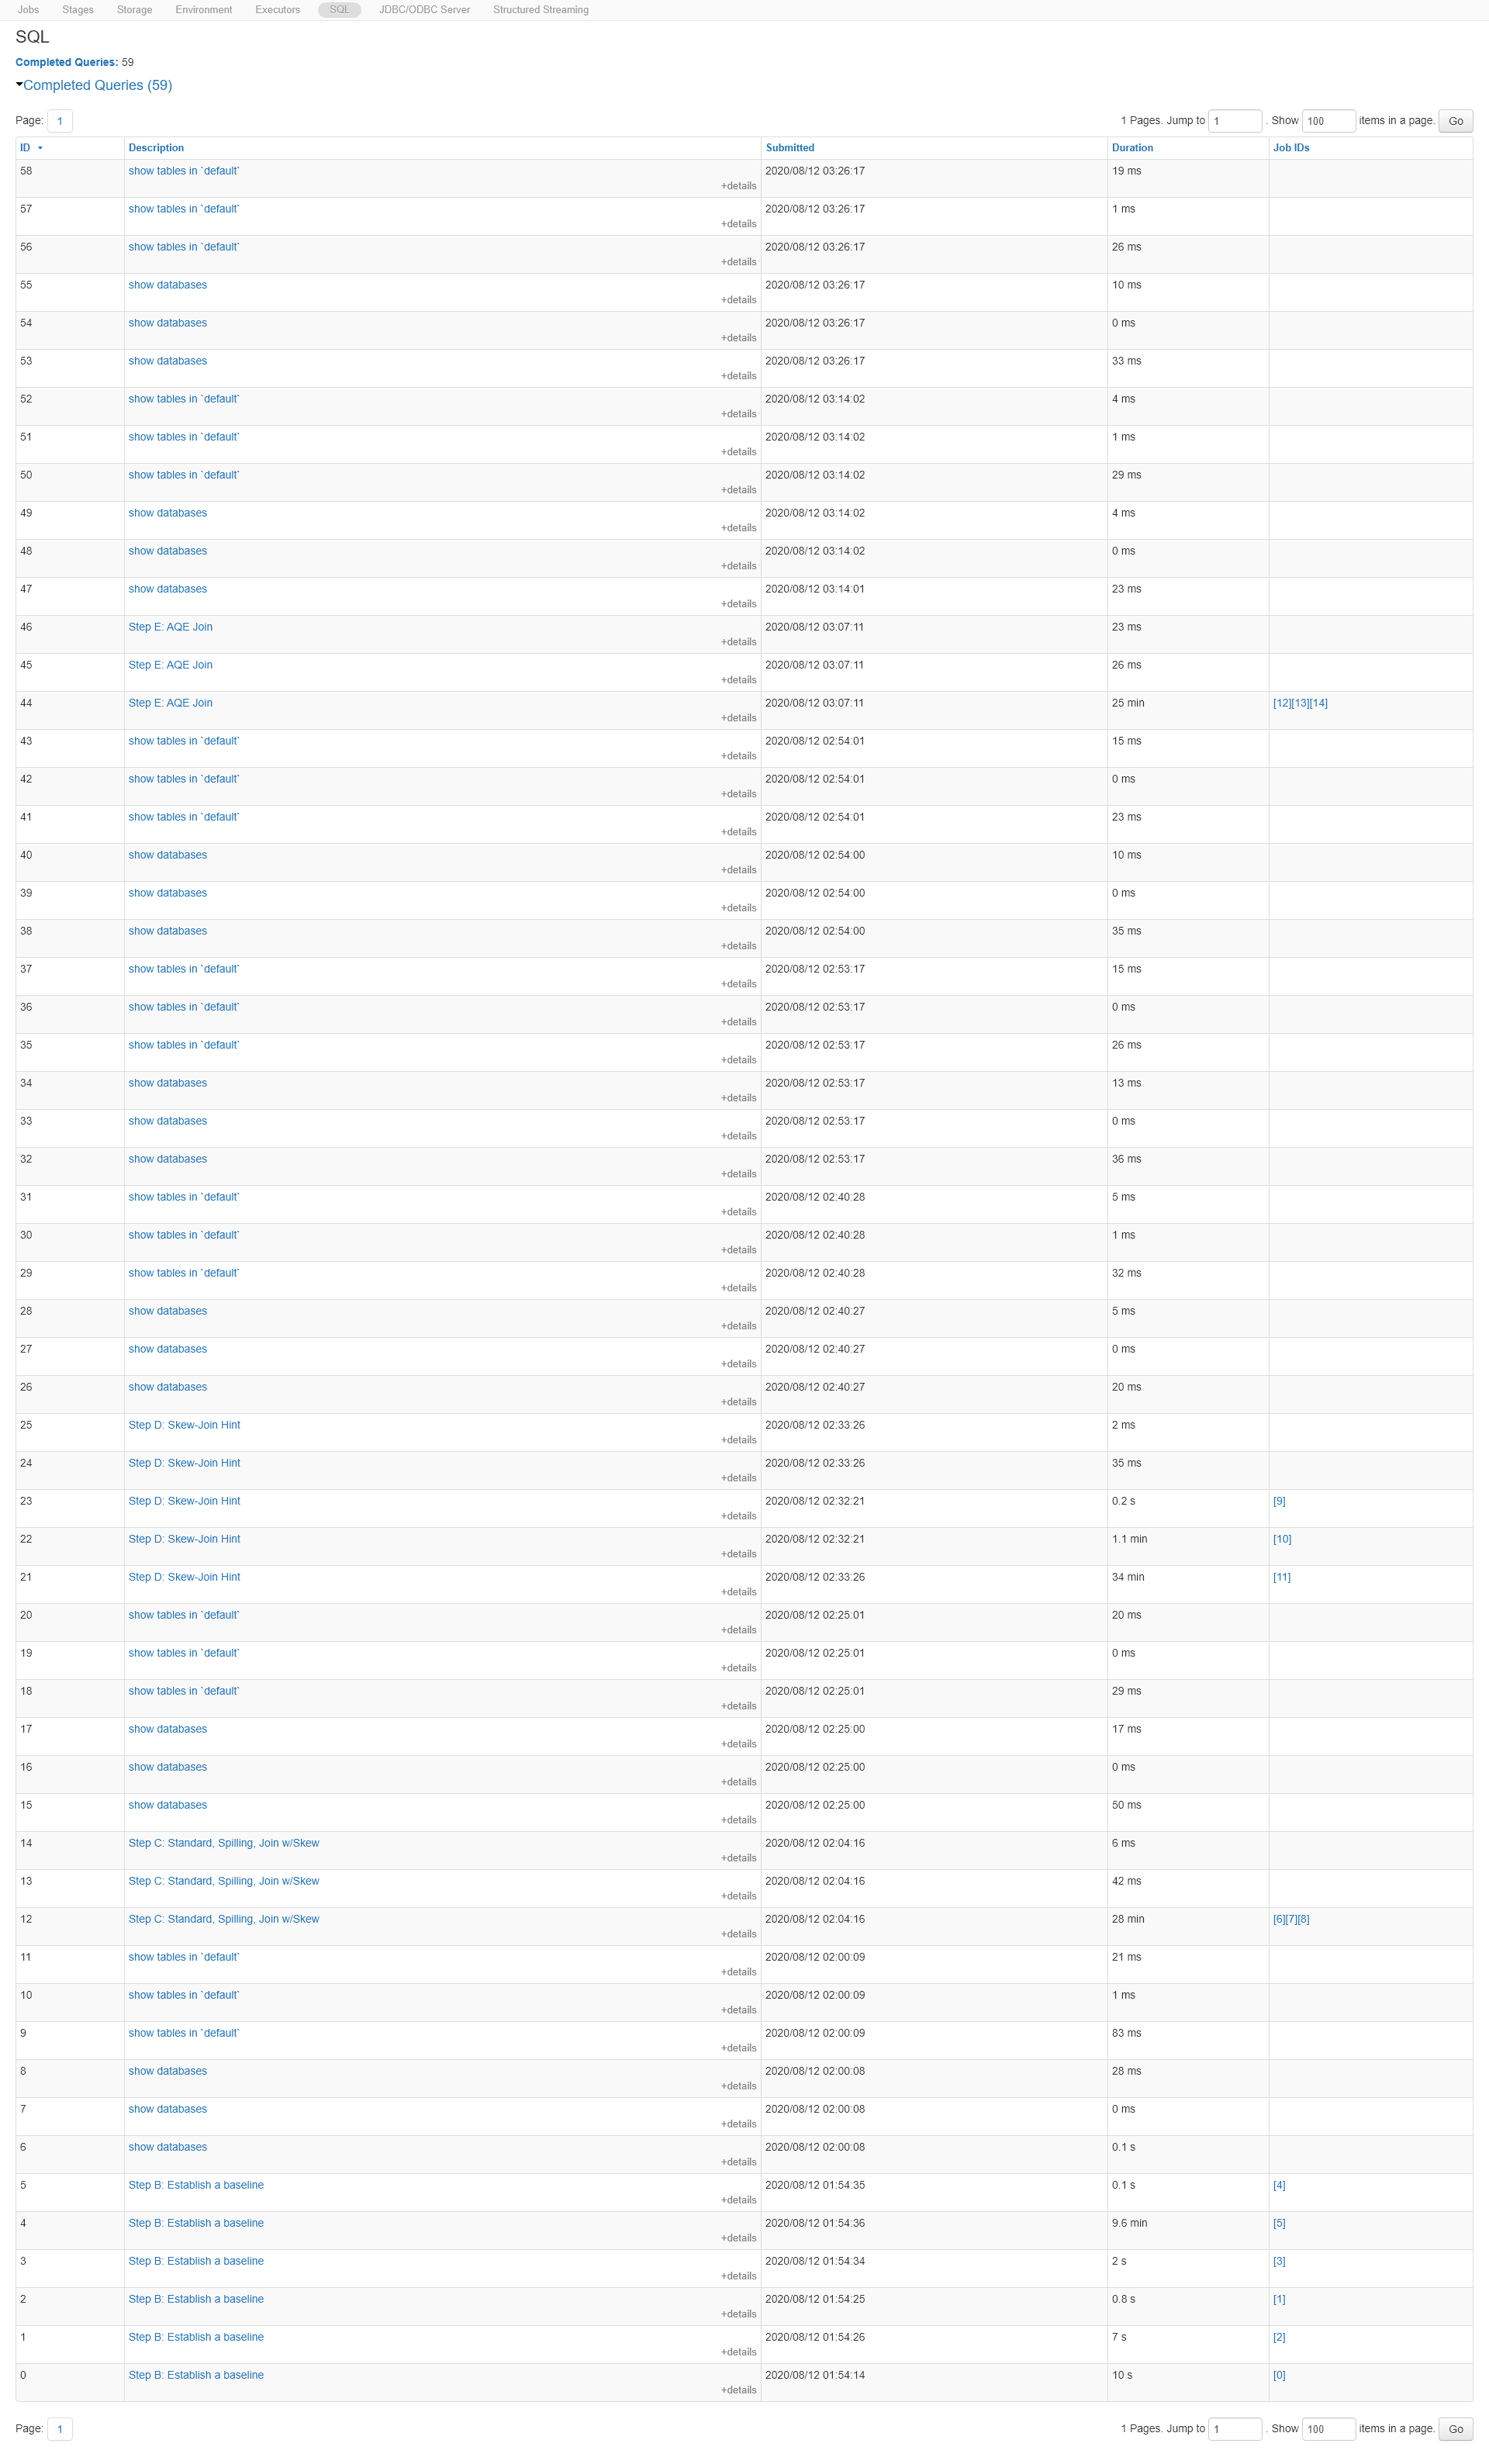 Jobs Stages Storage Environment Executors SQL JDBC/ODBC Server Structured Streaming
SQL
Completed Queries: 59
Completed Queries (59)
Page: 1 1 Pages. Jump to 1 . Show 100 items in a page. Go
ID Description Submitted Duration Job IDs
58 show tables in `default` 2020/08/12 03:26:17 19 ms
+details
57 show tables in `default` 2020/08/12 03:26:17 1 ms
+details
56 show tables in `default` 2020/08/12 03:26:17 26 ms
+details
55 show databases 2020/08/12 03:26:17 10 ms
+details
54 show databases 2020/08/12 03:26:17 0 ms
+details
53 show databases 2020/08/12 03:26:17 33 ms
+details
52 show tables in `default` 2020/08/12 03:14:02 4 ms
+details
51 show tables in `default` 2020/08/12 03:14:02 1 ms
+details
50 show tables in `default` 2020/08/12 03:14:02 29 ms
+details
49 show databases 2020/08/12 03:14:02 4 ms
+details
48 show databases 2020/08/12 03:14:02 0 ms
+details
47 show databases 2020/08/12 03:14:01 23 ms
+details
46 Step E: AQE Join 2020/08/12 03:07:11 23 ms
+details
45 Step E: AQE Join 2020/08/12 03:07:11 26 ms
+details
44 Step E: AQE Join 2020/08/12 03:07:11 25 min [12][13][14]
+details
43 show tables in `default` 2020/08/12 02:54:01 15 ms
+details
42 show tables in `default` 2020/08/12 02:54:01 0 ms
+details
41 show tables in `default` 2020/08/12 02:54:01 23 ms
+details
40 show databases 2020/08/12 02:54:00 10 ms
+details
39 show databases 2020/08/12 02:54:00 0 ms
+details
38 show databases 2020/08/12 02:54:00 35 ms
+details
37 show tables in `default` 2020/08/12 02:53:17 15 ms
+details
36 show tables in `default` 2020/08/12 02:53:17 0 ms
+details
35 show tables in `default` 2020/08/12 02:53:17 26 ms
+details
34 show databases 2020/08/12 02:53:17 13 ms
+details
33 show databases 2020/08/12 02:53:17 0 ms
+details
32 show databases 2020/08/12 02:53:17 36 ms
+details
31 show tables in `default` 2020/08/12 02:40:28 5 ms
+details
30 show tables in `default` 2020/08/12 02:40:28 1 ms
+details
29 show tables in `default` 2020/08/12 02:40:28 32 ms
+details
28 show databases 2020/08/12 02:40:27 5 ms
+details
27 show databases 2020/08/12 02:40:27 0 ms
+details
26 show databases 2020/08/12 02:40:27 20 ms
+details
25 Step D: Skew-Join Hint 2020/08/12 02:33:26 2 ms
+details
24 Step D: Skew-Join Hint 2020/08/12 02:33:26 35 ms
+details
23 Step D: Skew-Join Hint 2020/08/12 02:32:21 0.2 s [9]
+details
22 Step D: Skew-Join Hint 2020/08/12 02:32:21 1.1 min [10]
+details
21 Step D: Skew-Join Hint 2020/08/12 02:33:26 34 min [11]
+details
20 show tables in `default` 2020/08/12 02:25:01 20 ms
+details
19 show tables in `default` 2020/08/12 02:25:01 0 ms
+details
18 show tables in `default` 2020/08/12 02:25:01 29 ms
+details
17 show databases 2020/08/12 02:25:00 17 ms
+details
16 show databases 2020/08/12 02:25:00 0 ms
+details
15 show databases 2020/08/12 02:25:00 50 ms
+details
14 Step C: Standard, Spilling, Join w/Skew 2020/08/12 02:04:16 6 ms
+details
13 Step C: Standard, Spilling, Join w/Skew 2020/08/12 02:04:16 42 ms
+details
12 Step C: Standard, Spilling, Join w/Skew 2020/08/12 02:04:16 28 min [6][7][8]
+details
11 show tables in `default` 2020/08/12 02:00:09 21 ms
+details
10 show tables in `default` 2020/08/12 02:00:09 1 ms
+details
9 show tables in `default` 2020/08/12 02:00:09 83 ms
+details
8 show databases 2020/08/12 02:00:08 28 ms
+details
7 show databases 2020/08/12 02:00:08 0 ms
+details
6 show databases 2020/08/12 02:00:08 0.1 s
+details
5 Step B: Establish a baseline 2020/08/12 01:54:35 0.1 s [4]
+details
4 Step B: Establish a baseline 2020/08/12 01:54:36 9.6 min [5]
+details
3 Step B: Establish a baseline 2020/08/12 01:54:34 2 s [3]
+details
2 Step B: Establish a baseline 2020/08/12 01:54:25 0.8 s [1]
+details
1 Step B: Establish a baseline 2020/08/12 01:54:26 7 s [2]
+details
0 Step B: Establish a baseline 2020/08/12 01:54:14 10 s [0]
+details
Page: 1 1 Pages. Jump to 1 . Show 100 items in a page. Go